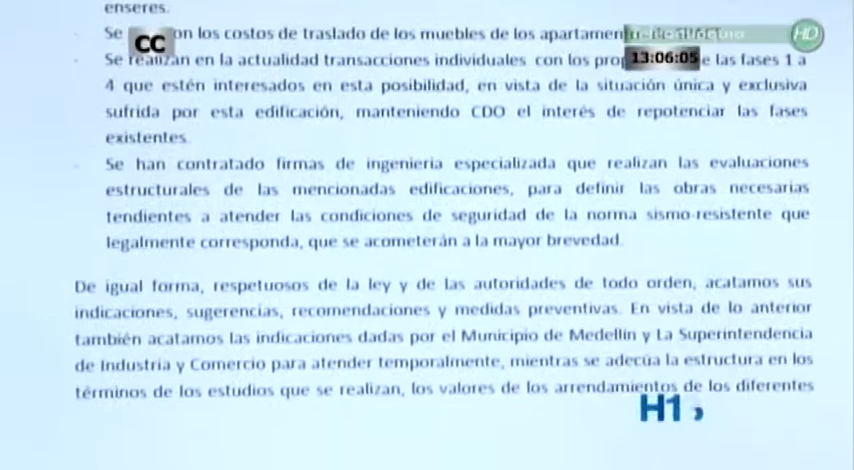 enseres.
Se on los costos de traslado de los muebles de los
CC
HD
Se realizan en la actualidad transacciones individuales con los e las fases 1 a
13:06:05
4 que estén interesados en esta posibilidad, en vista de la situación única y exclusiva
sufrida por esta edificación, manteniendo CDO el interés de repotenciar las fases
existentes.
Se han contratado firmas de ingeniería especializada que realizan las evaluaciones
estructurales de las mencionadas edificaciones, para definir las obras necesarias
tendientes a atender las condiciones de seguridad de la norma sismo-resistente que
legalmente corresponda, que se acometerán a la mayor brevedad.
De igual forma, respetuosos de la ley y de las autoridades de todo orden, acatamos sus
indicaciones, sugerencias, recomendaciones y medidas preventivas. En vista de lo anterior
también acatamos las indicaciones dadas por el Municipio de Medellín y La Superintendencia
de Industria y Comercio para atender temporalmente, mientras se adecúa la estructura en los
términos de los estudios que se realizan, los valores de los arrendamientos de los diferentes
H1